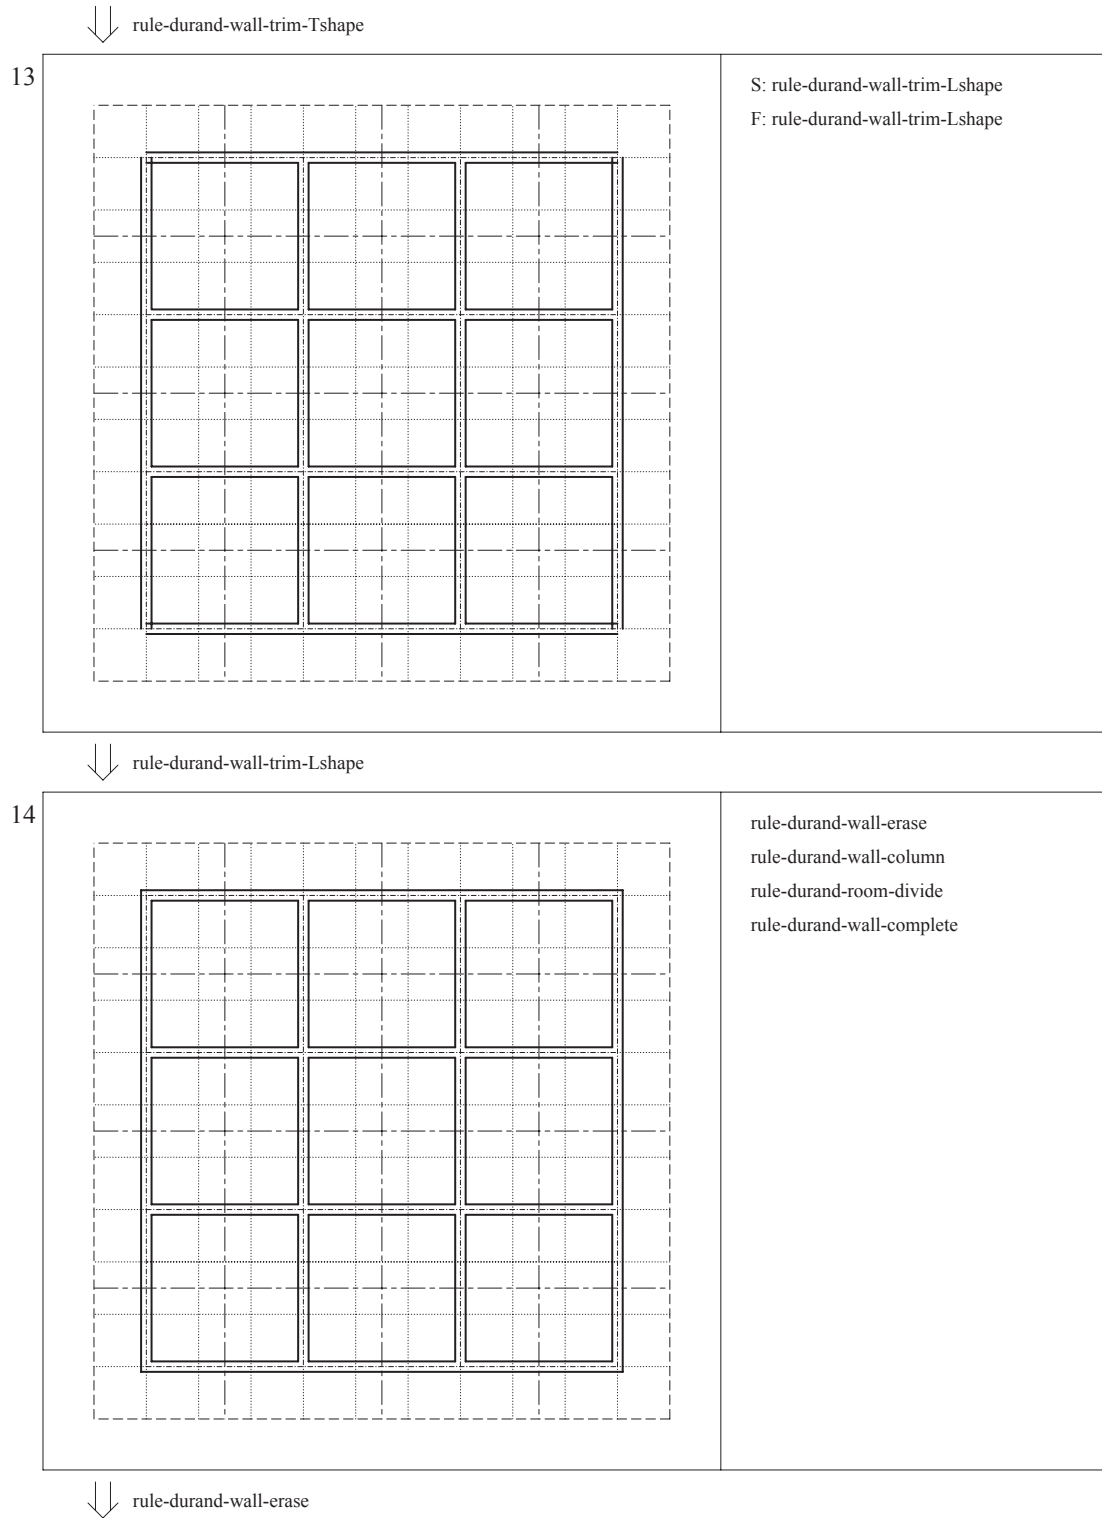 rule-durand-wall-trim-Tshape
13
S: rule-durand-wall-trim-Lshape
F: rule-durand-wall-trim-Lshape
rule-durand-wall-trim-Lshape
14
rule-durand-wall-erase
rule-durand-wall-column
rule-durand-room-divide
rule-durand-wall-complete
rule-durand-wall-erase